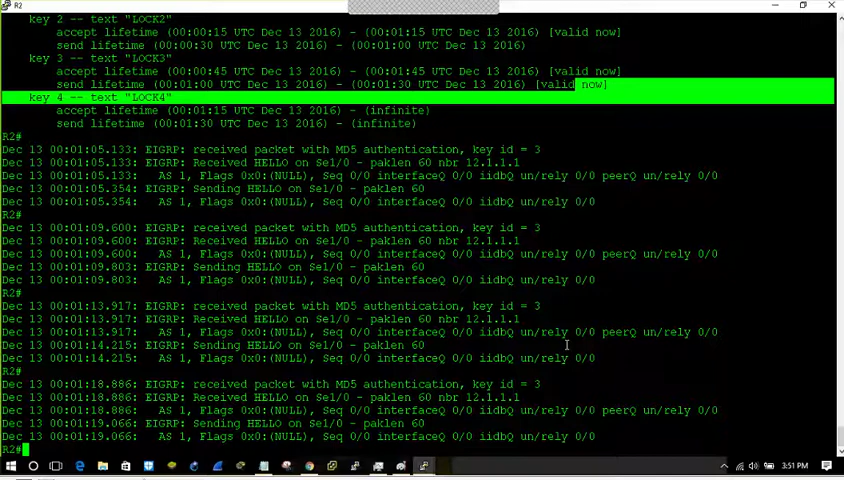 R2
key 2 -- text "LOCK2"
accept lifetime (00:00:15 UTC Dec 13 2016) - (00:01:15 UTC Dec 13 2016) [valid now]
send lifetime (00:00:30 UTC Dec 13 2016) - (00:01:00 UTC Dec 13 2016)
key 3 -- text "LOCK3"
accept lifetime (00:00:45 UTC Dec 13 2016) - (00:01:45 UTC Dec 13 2016) [valid now]
send lifetime (00:01:00 UTC Dec 13 2016) - (00:01:30 UTC Dec 13 2016) [valid now]
key 4 -- text "LOCK4"
accept lifetime (00:01:15 UTC Dec 13 2016) - (infinite)
send lifetime (00:01:30 UTC Dec 13 2016) - (infinite)
R2#
Dec 13 00:01:05.133: EIGRP: received packet with MD5 authentication, key id = 3
Dec 13 00:01:05.133: EIGRP: Received HELLO on Se1/0 - paklen 60 nbr 12.1.1.1
Dec 13 00:01:05.133:   AS 1, Flags 0x0:(NULL), Seq 0/0 interfaceQ 0/0 iidbQ un/rely 0/0 peerQ un/rely 0/0
Dec 13 00:01:05.354: EIGRP: Sending HELLO on Se1/0 - paklen 60
Dec 13 00:01:05.354:   AS 1, Flags 0x0:(NULL), Seq 0/0 interfaceQ 0/0 iidbQ un/rely 0/0
R2#
Dec 13 00:01:09.600: EIGRP: received packet with MD5 authentication, key id = 3
Dec 13 00:01:09.600: EIGRP: Received HELLO on Se1/0 - paklen 60 nbr 12.1.1.1
Dec 13 00:01:09.600:   AS 1, Flags 0x0:(NULL), Seq 0/0 interfaceQ 0/0 iidbQ un/rely 0/0 peerQ un/rely 0/0
Dec 13 00:01:09.803: EIGRP: Sending HELLO on Se1/0 - paklen 60
Dec 13 00:01:09.803:   AS 1, Flags 0x0:(NULL), Seq 0/0 interfaceQ 0/0 iidbQ un/rely 0/0
R2#
Dec 13 00:01:13.917: EIGRP: received packet with MD5 authentication, key id = 3
Dec 13 00:01:13.917: EIGRP: Received HELLO on Se1/0 - paklen 60 nbr 12.1.1.1
Dec 13 00:01:13.917:   AS 1, Flags 0x0:(NULL), Seq 0/0 interfaceQ 0/0 iidbQ un/rely 0/0 peerQ un/rely 0/0
Dec 13 00:01:14.215: EIGRP: Sending HELLO on Se1/0 - paklen 60
Dec 13 00:01:14.215:   AS 1, Flags 0x0:(NULL), Seq 0/0 interfaceQ 0/0 iidbQ un/rely 0/0
R2#
Dec 13 00:01:18.886: EIGRP: received packet with MD5 authentication, key id = 3
Dec 13 00:01:18.886: EIGRP: Received HELLO on Se1/0 - paklen 60 nbr 12.1.1.1
Dec 13 00:01:18.886:   AS 1, Flags 0x0:(NULL), Seq 0/0 interfaceQ 0/0 iidbQ un/rely 0/0 peerQ un/rely 0/0
Dec 13 00:01:19.066: EIGRP: Sending HELLO on Se1/0 - paklen 60
Dec 13 00:01:19.066:   AS 1, Flags 0x0:(NULL), Seq 0/0 interfaceQ 0/0 iidbQ un/rely 0/0
R2#
3:51 PM